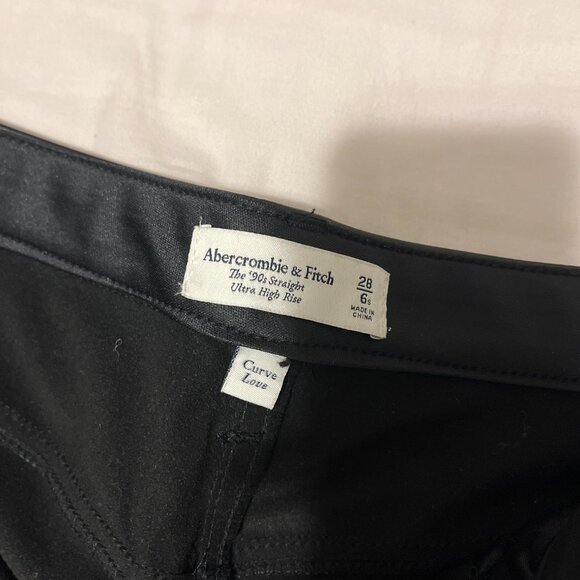 Abercrombie & Fitch
The '90s Straight
Ultra High Rise
28
6s
MADE IN
CHINA
Curve
Love